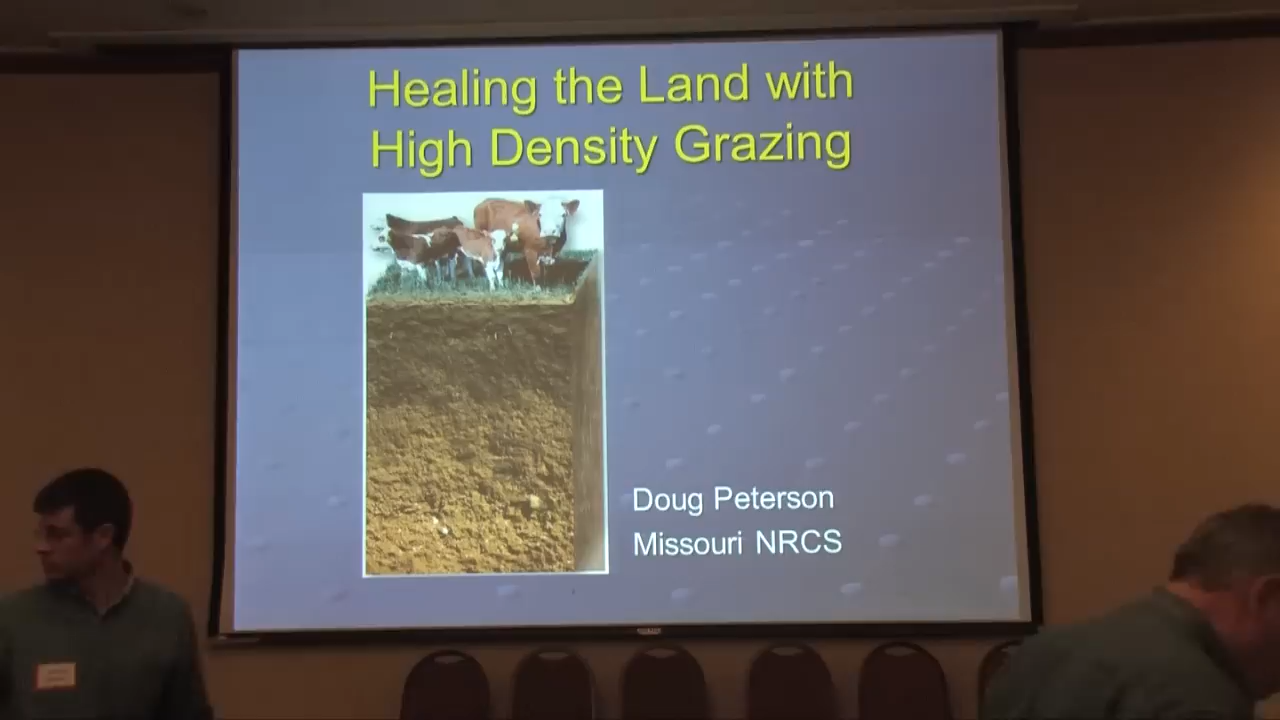 Healing the Land with
High Density Grazing
Doug Peterson
Missouri NRCS